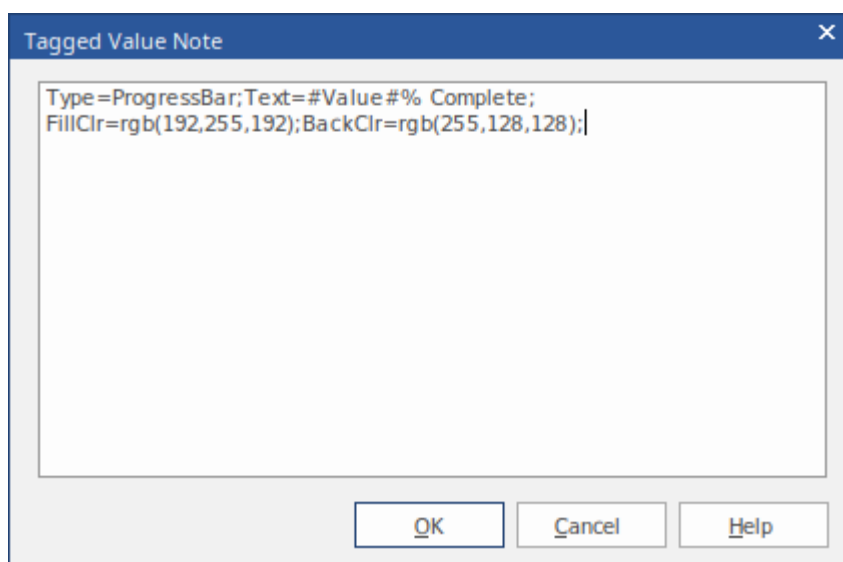 Tagged Value Note
Type=ProgressBar;Text=#Value#% Complete;
FillClr=rgb(192,255,192);BackClr=rgb(255,128,128);
OK
Cancel
Help